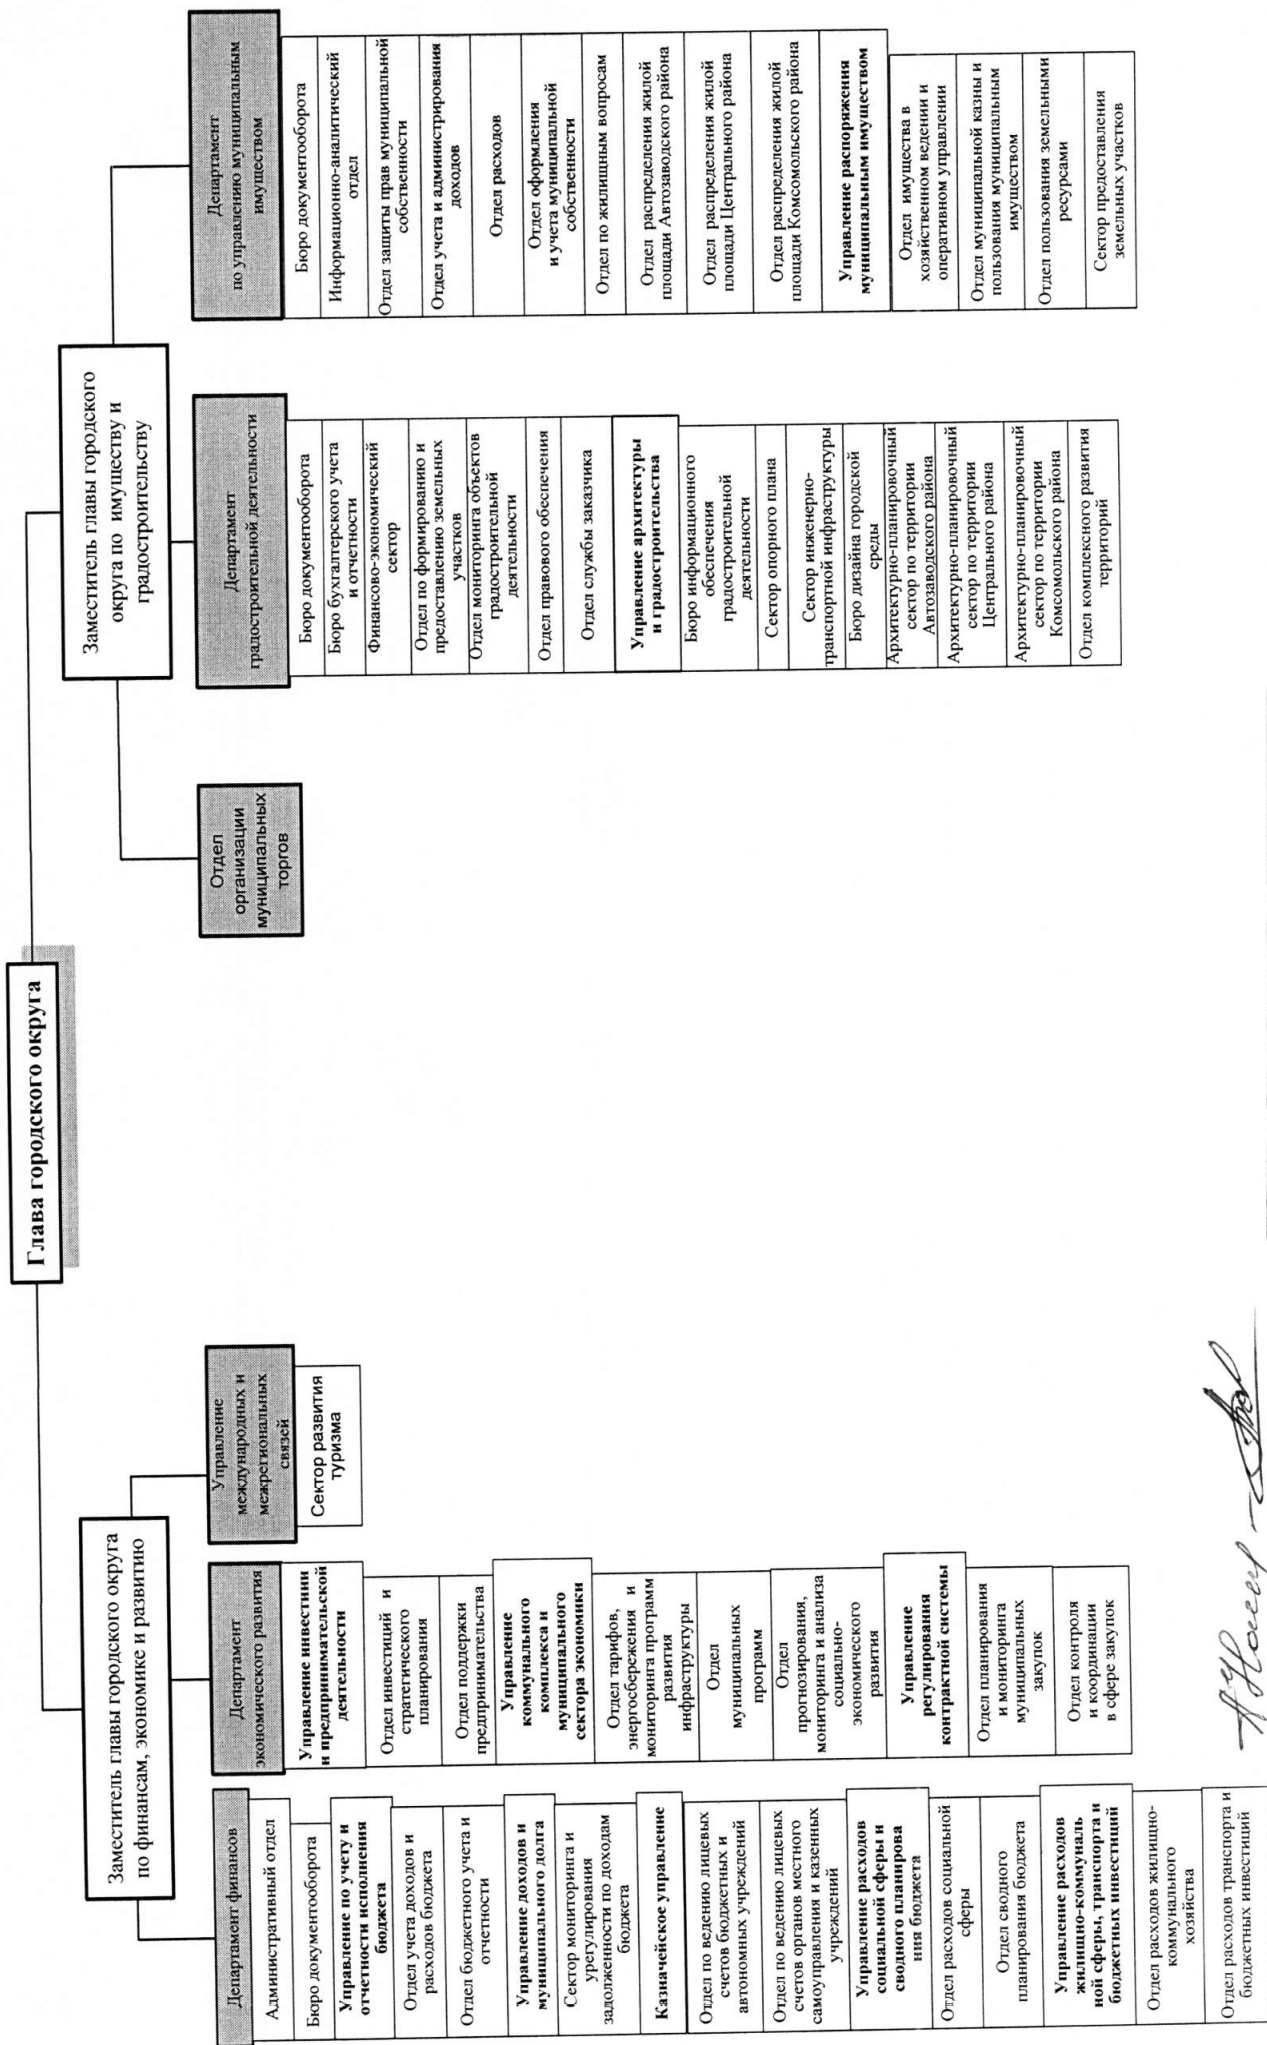 Глава городского округа
Заместитель главы городского округа
по финансам, экономике и развитию
Департамент финансов
Административный отдел
Бюро документооборота
Управление по учету и
отчетности исполнения
бюджета
Отдел учета доходов и
расходов бюджета
Отдел бюджетного учета и
отчетности
Управление доходов и
муниципального долга
Сектор мониторинга и
урегулирования
задолженности по доходам
бюджета
Казначейское управление
Отдел по ведению лицевых
счетов бюджетных и
автономных учреждений
Отдел по ведению лицевых
счетов органов местного
самоуправления и казенных
учреждений
Управление расходов
социальной сферы и
сводного планирова
ния бюджета
Отдел расходов социальной
сферы
Отдел сводного
планирования бюджета
Управление расходов
жилищно-коммуналь
ной сферы, транспорта и
бюджетных инвестиций
Отдел расходов жилищно-
коммунального
хозяйства
Отдел расходов транспорта и
бюджетных инвестиций
Департамент
экономического развития
Управление инвестиции
и предпринимательской
деятельности
Отдел инвестиций и
стратегического
планирования
Отдел поддержки
предпринимательства
Управление
коммунального
комплекса и
муниципального
сектора экономики
Отдел тарифов,
энергосбережения и
мониторинга программ
развития
инфраструктуры
Отдел
муниципальных
программ
Отдел
прогнозирования,
мониторинга и анализа
социально-
экономического
развития
Управление
регулирования
контрактной системы
Отдел планирования
и мониторинга
муниципальных
закупок
Отдел контроля
и координации
в сфере закупок
Управление
международных и
межрегиональных
связей
Сектор развития
туризма
Заместитель главы городского
округа по имуществу и
градостроительству
Отдел
организации
муниципальных
торгов
Департамент
градостроительной деятельности
Бюро документооборота
Бюро бухгалтерского учета
и отчетности
Финансово-экономический
сектор
Отдел по формированию и
предоставлению земельных
участков
Отдел мониторинга объектов
градостроительной
деятельности
Отдел правового обеспечения
Отдел службы заказчика
Управление архитектуры
и градостроительства
Бюро информационного
обеспечения
градостроительной
деятельности
Сектор опорного плана
Сектор инженерно-
транспортной инфраструктуры
Бюро дизайна городской
среды
Архитектурно-планировочный
сектор по территории
Автозаводского района
Архитектурно-планировочный
сектор по территории
Центрального района
Архитектурно-планировочный
сектор по территории
Комсомольского района
Отдел комплексного развития
территорий
Департамент
по управлению муниципальным
имуществом
Бюро документооборота
Информационно-аналитический
отдел
Отдел защиты прав муниципальной
собственности
Отдел учета и администрирования
доходов
Отдел расходов
Отдел оформления
и учета муниципальной
собственности
Отдел по жилищным вопросам
Отдел распределения жилой
площади Автозаводского района
Отдел распределения жилой
площади Центрального района
Отдел распределения жилой
площади Комсомольского района
Управление распоряжения
муниципальным имуществом
Отдел имущества в
хозяйственном ведении и
оперативном управлении
Отдел муниципальной казны и
пользования муниципальным
имуществом
Отдел пользования земельными
ресурсами
Сектор предоставления
земельных участков